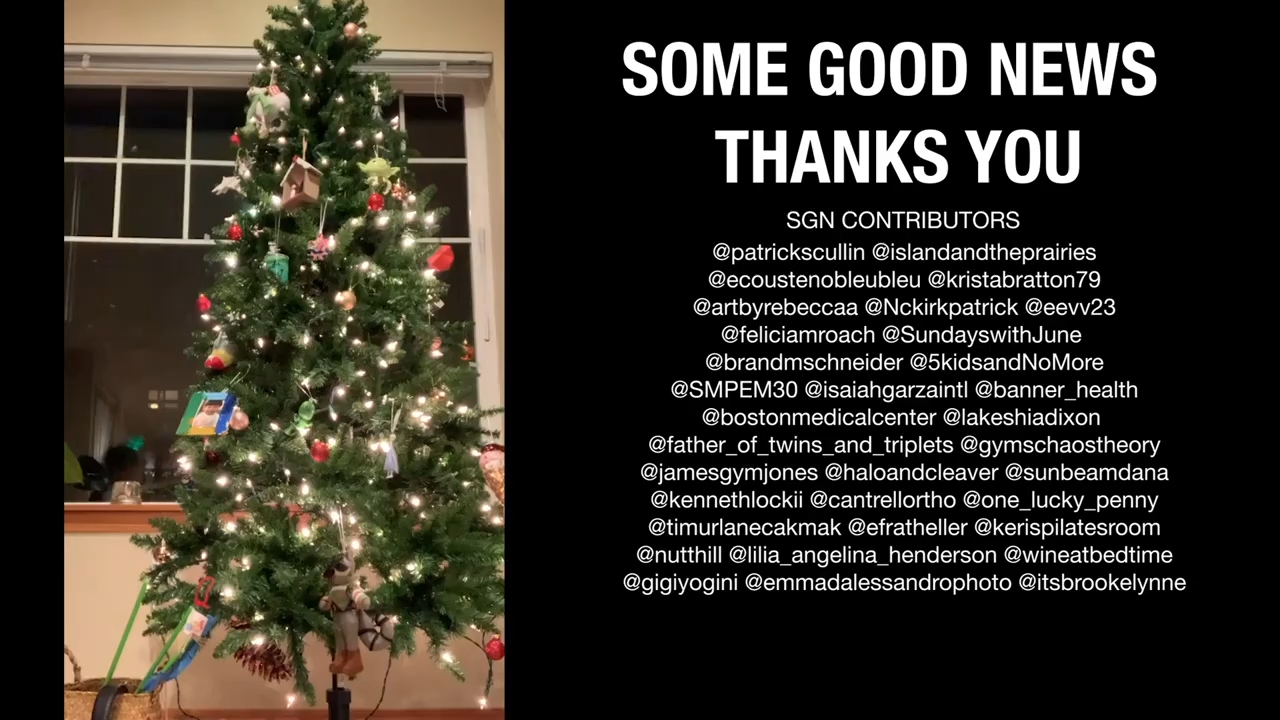 SOME GOOD NEWS
THANKS YOU
SGN CONTRIBUTORS
@patrickscullin @islandandtheprairies
@ecoustenobleubleu @kristabratton79
@artbyrebeccaa @Nckirkpatrick @eevv23
@feliciamroach @SundayswithJune
@brandmschneider @5kidsandNoMore
@SMPEM30 @isaiahgarzaintl @banner_health
@bostonmedicalcenter @lakeshiadixon
@father_of_twins_and_triplets @gymschaostheory
@jamesgymjones @haloandcleaver @sunbeamdana
@kennethlockii @cantrellortho @one_lucky_penny
@timurlanecakmak @efratheller @kerispilatesroom
@nutthill @lilia_angelina_henderson @wineatbedtime
@gigiyogini @emmadalessandrophoto @itsbrookelynne